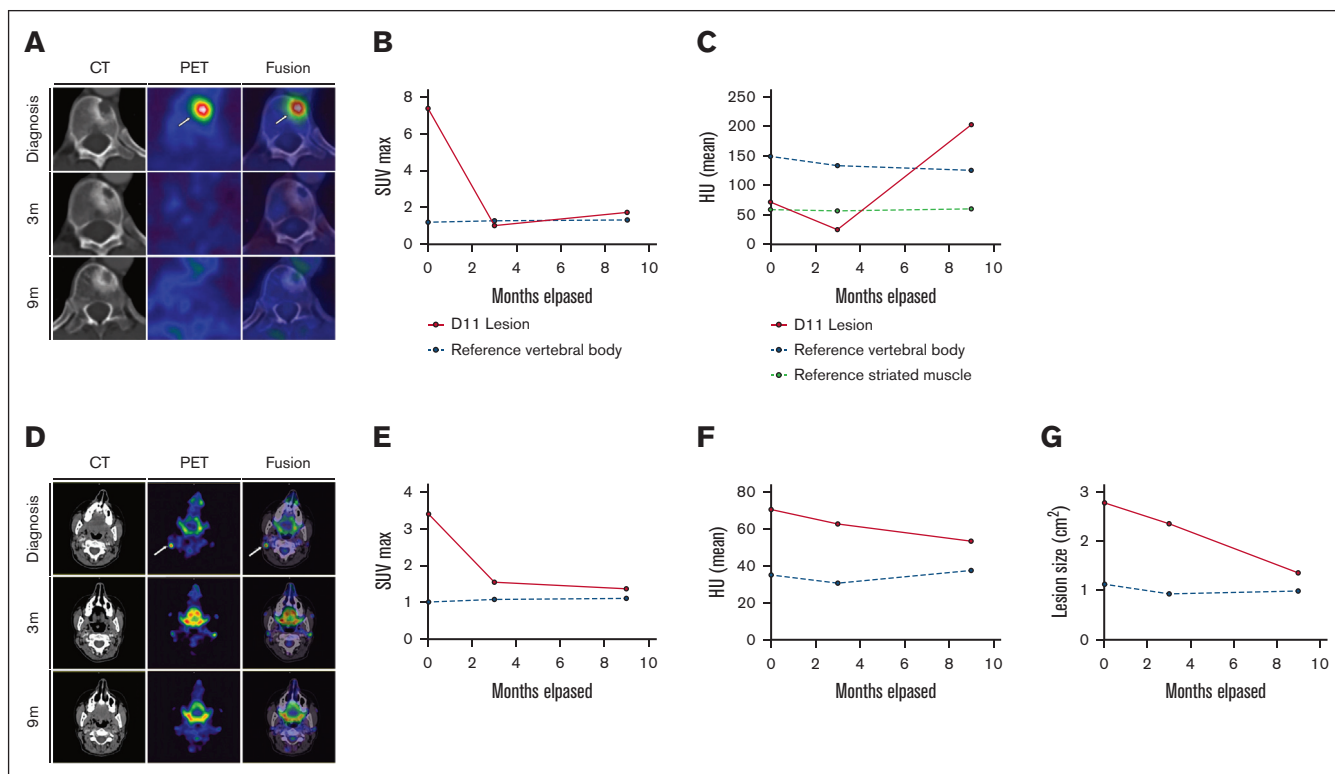 A
CT PET Fusion
Diagnosis
3m
9m
B
SUV max
8
6
4
2
0
0 2 4 6 8 10
Months elpased
D11 Lesion
Reference vertebral body
C
HU (mean)
250
200
150
100
50
0
0 2 4 6 8 10
Months elpased
D11 Lesion
Reference vertebral body
Reference striated muscle
D
CT PET Fusion
Diagnosis
3m
9m
E
SUV max
4
3
2
1
0
0 2 4 6 8 10
Months elpased
F
HU (mean)
80
60
40
20
0
0 2 4 6 8 10
Months elpased
G
Lesion size (cm²)
3
2
1
0
0 2 4 6 8 10
Months elpased